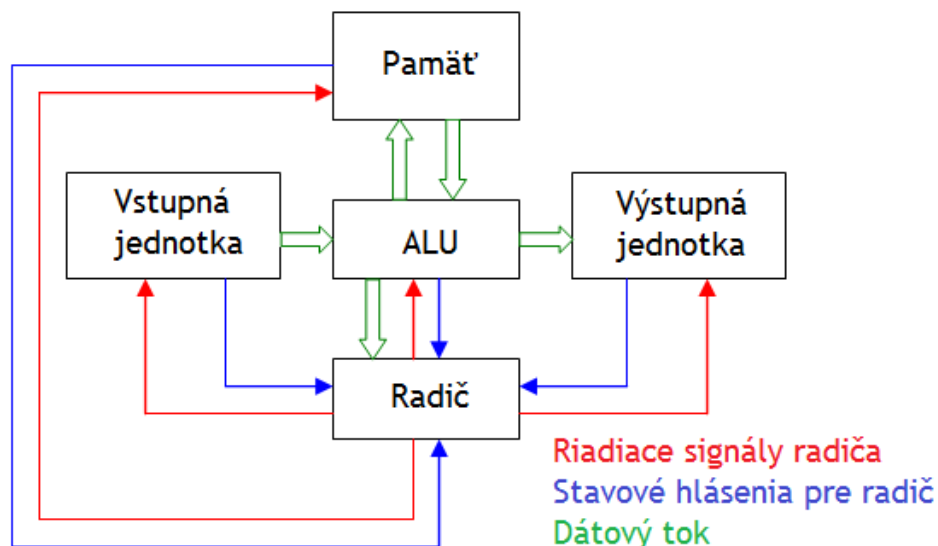 Pamäť
Vstupná
jednotka
ALU
Výstupná
jednotka
Radič
Riadiace signály radiča
Stavové hlásenia pre radič
Dátový tok